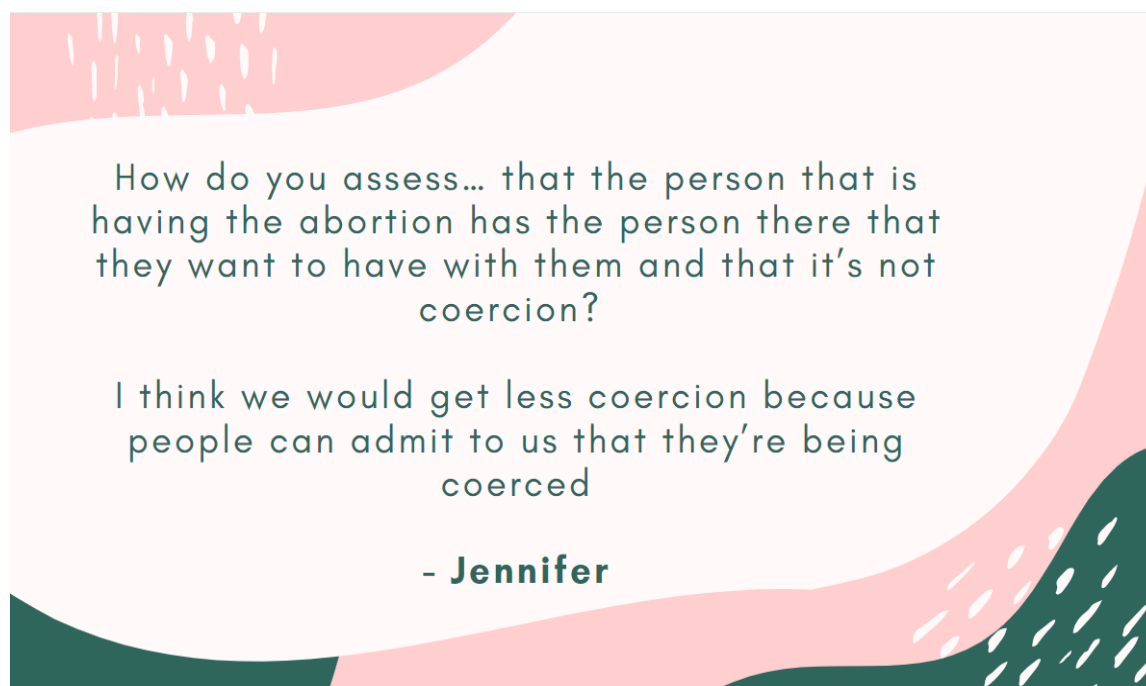 How do you assess... that the person that is
having the abortion has the person there that
they want to have with them and that it’s not
coercion?
I think we would get less coercion because
people can admit to us that they’re being
coerced
- Jennifer